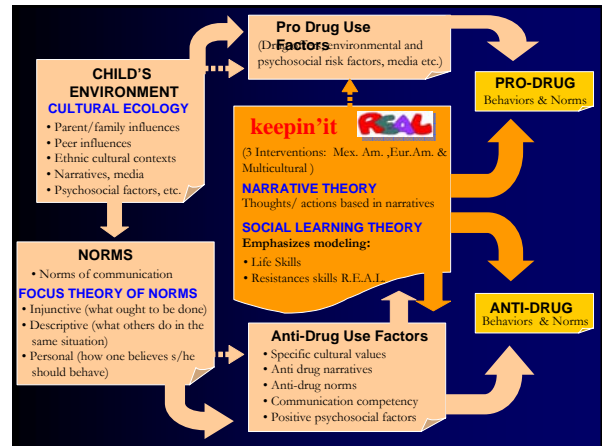 CHILD'S
ENVIRONMENT
CULTURAL ECOLOGY
• Parent/family influences
• Peer influences
• Ethnic cultural contexts
• Narratives, media
• Psychosocial factors, etc.
NORMS
• Norms of communication
FOCUS THEORY OF NORMS
• Injunctive (what ought to be done)
• Descriptive (what others do in the
same situation)
• Personal (how one believes s/he
should behave)
Pro Drug Use
Factors
(Drug environmental and
psychosocial risk factors, media etc.)
keepin'it REAL
(3 Interventions: Mex. Am. ,Eur.Am. &
Multicultural )
NARRATIVE THEORY
Thoughts/ actions based in narratives
SOCIAL LEARNING THEORY
Emphasizes modeling:
• Life Skills
• Resistances skills R.E.A.L.
Anti-Drug Use Factors
• Specific cultural values
• Anti drug narratives
• Anti-drug norms
• Communication competency
• Positive psychosocial factors
PRO-DRUG
Behaviors & Norms
ANTI-DRUG
Behaviors & Norms